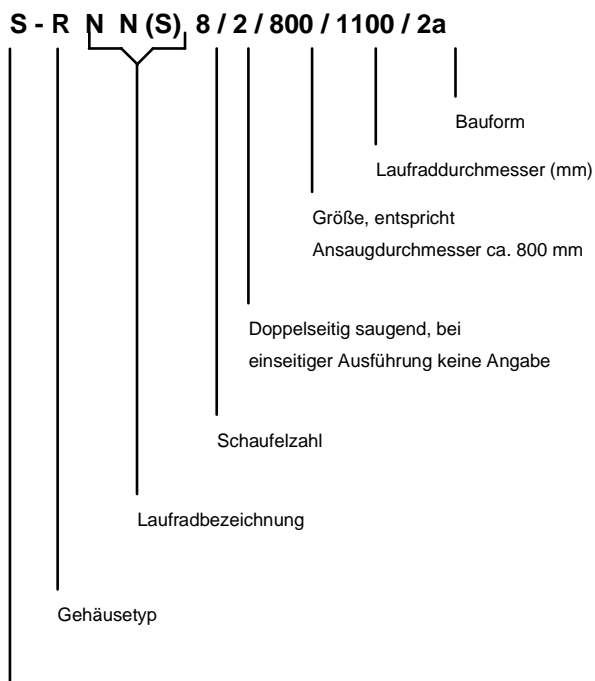 S - R N N (S) 8 / 2 / 800 / 1100 / 2a
Bauform
Laufraddurchmesser (mm)
Größe, entspricht
Ansaugdurchmesser ca. 800 mm
Doppelseitig saugend, bei
einseitiger Ausführung keine Angabe
Schaufelzahl
Laufradbezeichnung
Gehäusetyp